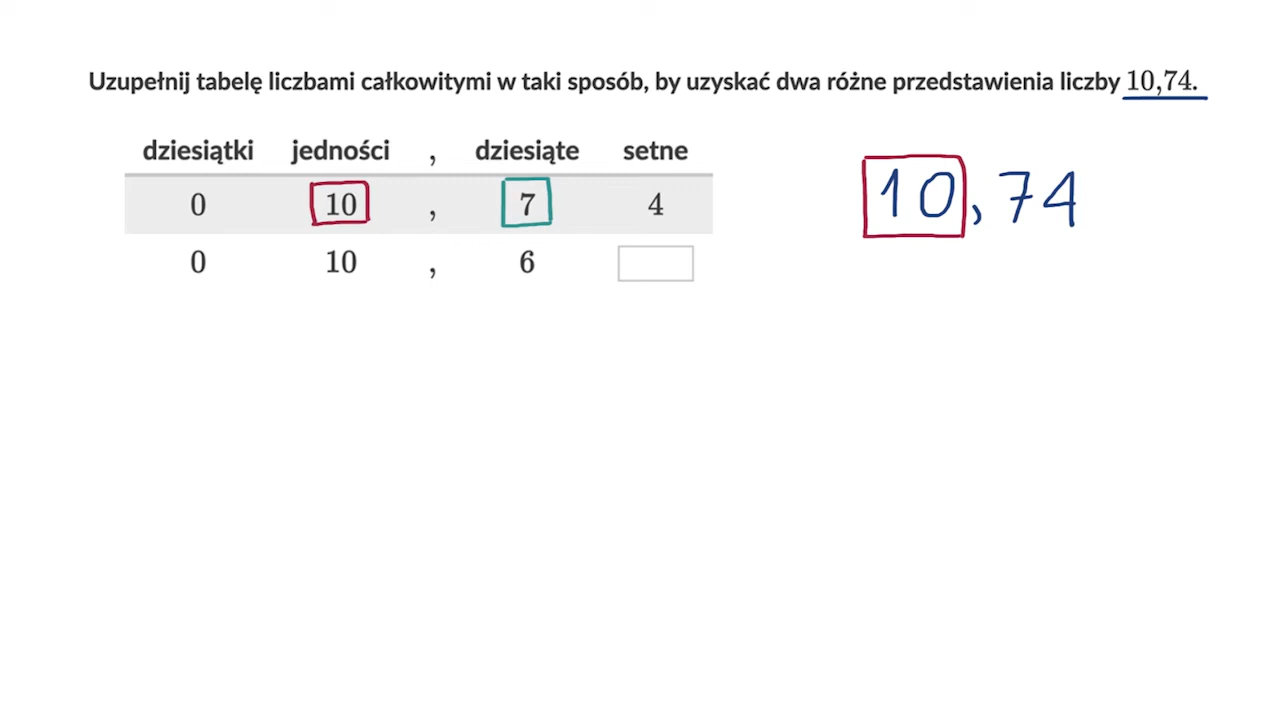 Uzupełnij tabelę liczbami całkowitymi w taki sposób, by uzyskać dwa różne przedstawienia liczby 10,74.
dziesiątki jedności , dziesiąte setne
0 10 , 7 4
0 10 , 6
10,74